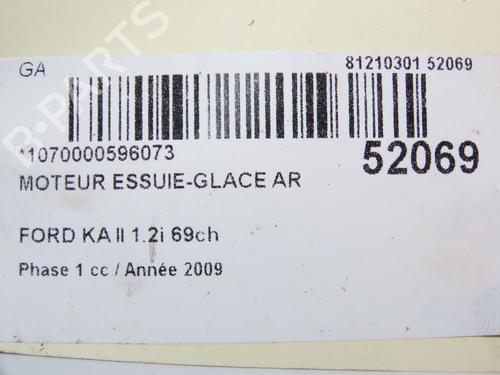 GA
81210301 52069
*1070000596073
52069
MOTEUR ESSUIE-GLACE AR
FORD KA II 1.2i 69ch
Phase 1 cc / Année 2009
B-PARTS